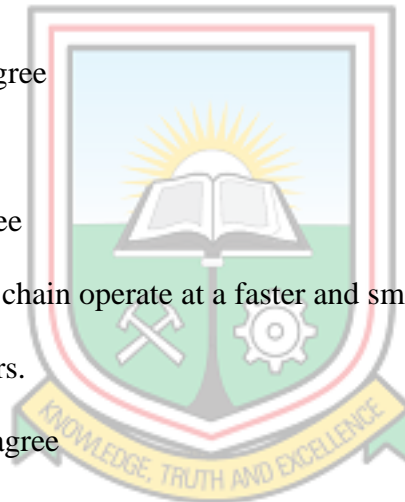 gree
ee
chain operate at a faster and sm
rs.
agree
KNOWLEDGE, TRUTH AND EXCELLENCE